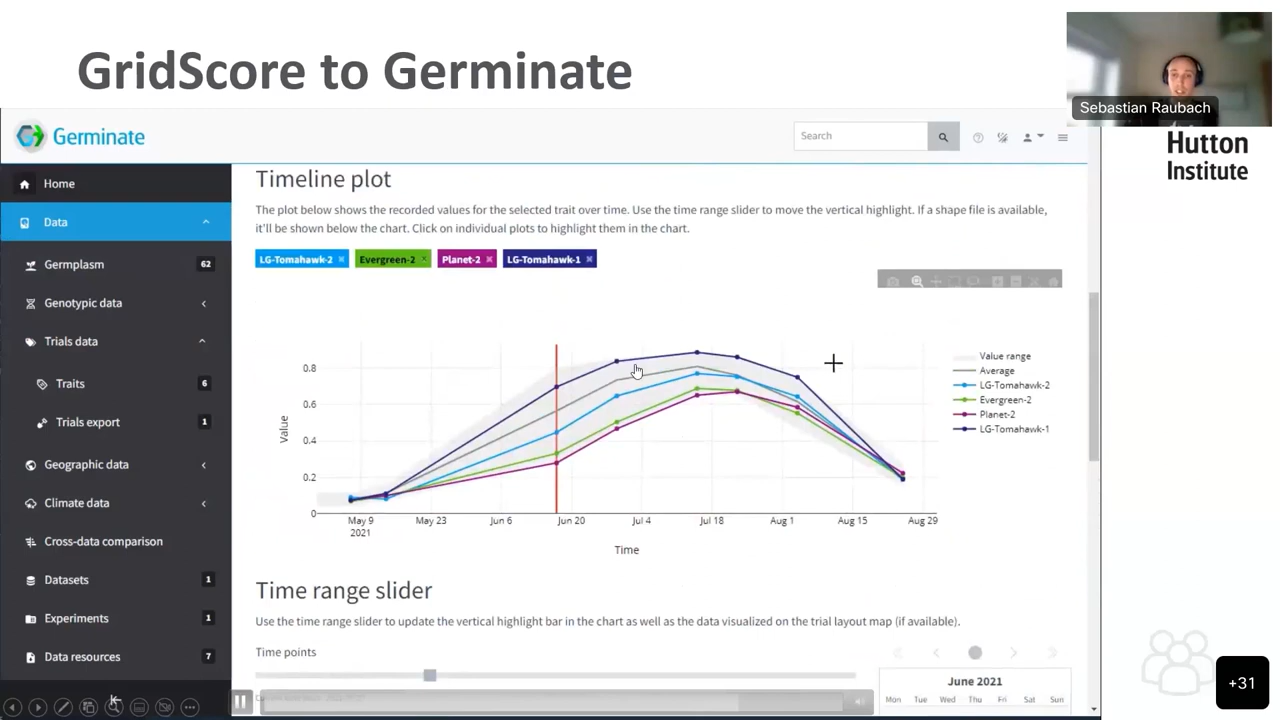 GridScore to Germinate
Sebastian Raubach
Hutton
Institute
Germinate
Search
Home
Data
Germplasm 62
Genotypic data
Trials data
Traits 6
Trials export 1
Geographic data
Climate data
Cross-data comparison
Datasets 1
Experiments 1
Data resources 7
Timeline plot
The plot below shows the recorded values for the selected trait over time. Use the time range slider to move the vertical highlight. If a shape file is available,
it'll be shown below the chart. Click on individual plots to highlight them in the chart.
LG-Tomahawk-2 × Evergreen-2 × Planet-2 × LG-Tomahawk-1 ×
Value
0.8
0.6
0.4
0.2
0
May 9 May 23 Jun 6 Jun 20 Jul 4 Jul 18 Aug 1 Aug 15 Aug 29
2021
Time
Value range
Average
LG-Tomahawk-2
Evergreen-2
Planet-2
LG-Tomahawk-1
Time range slider
Use the time range slider to update the vertical highlight bar in the chart as well as the data visualized on the trial layout map (if available).
Time points
June 2021
Mon Tue Wed Thu Fri Sat Sun
+31